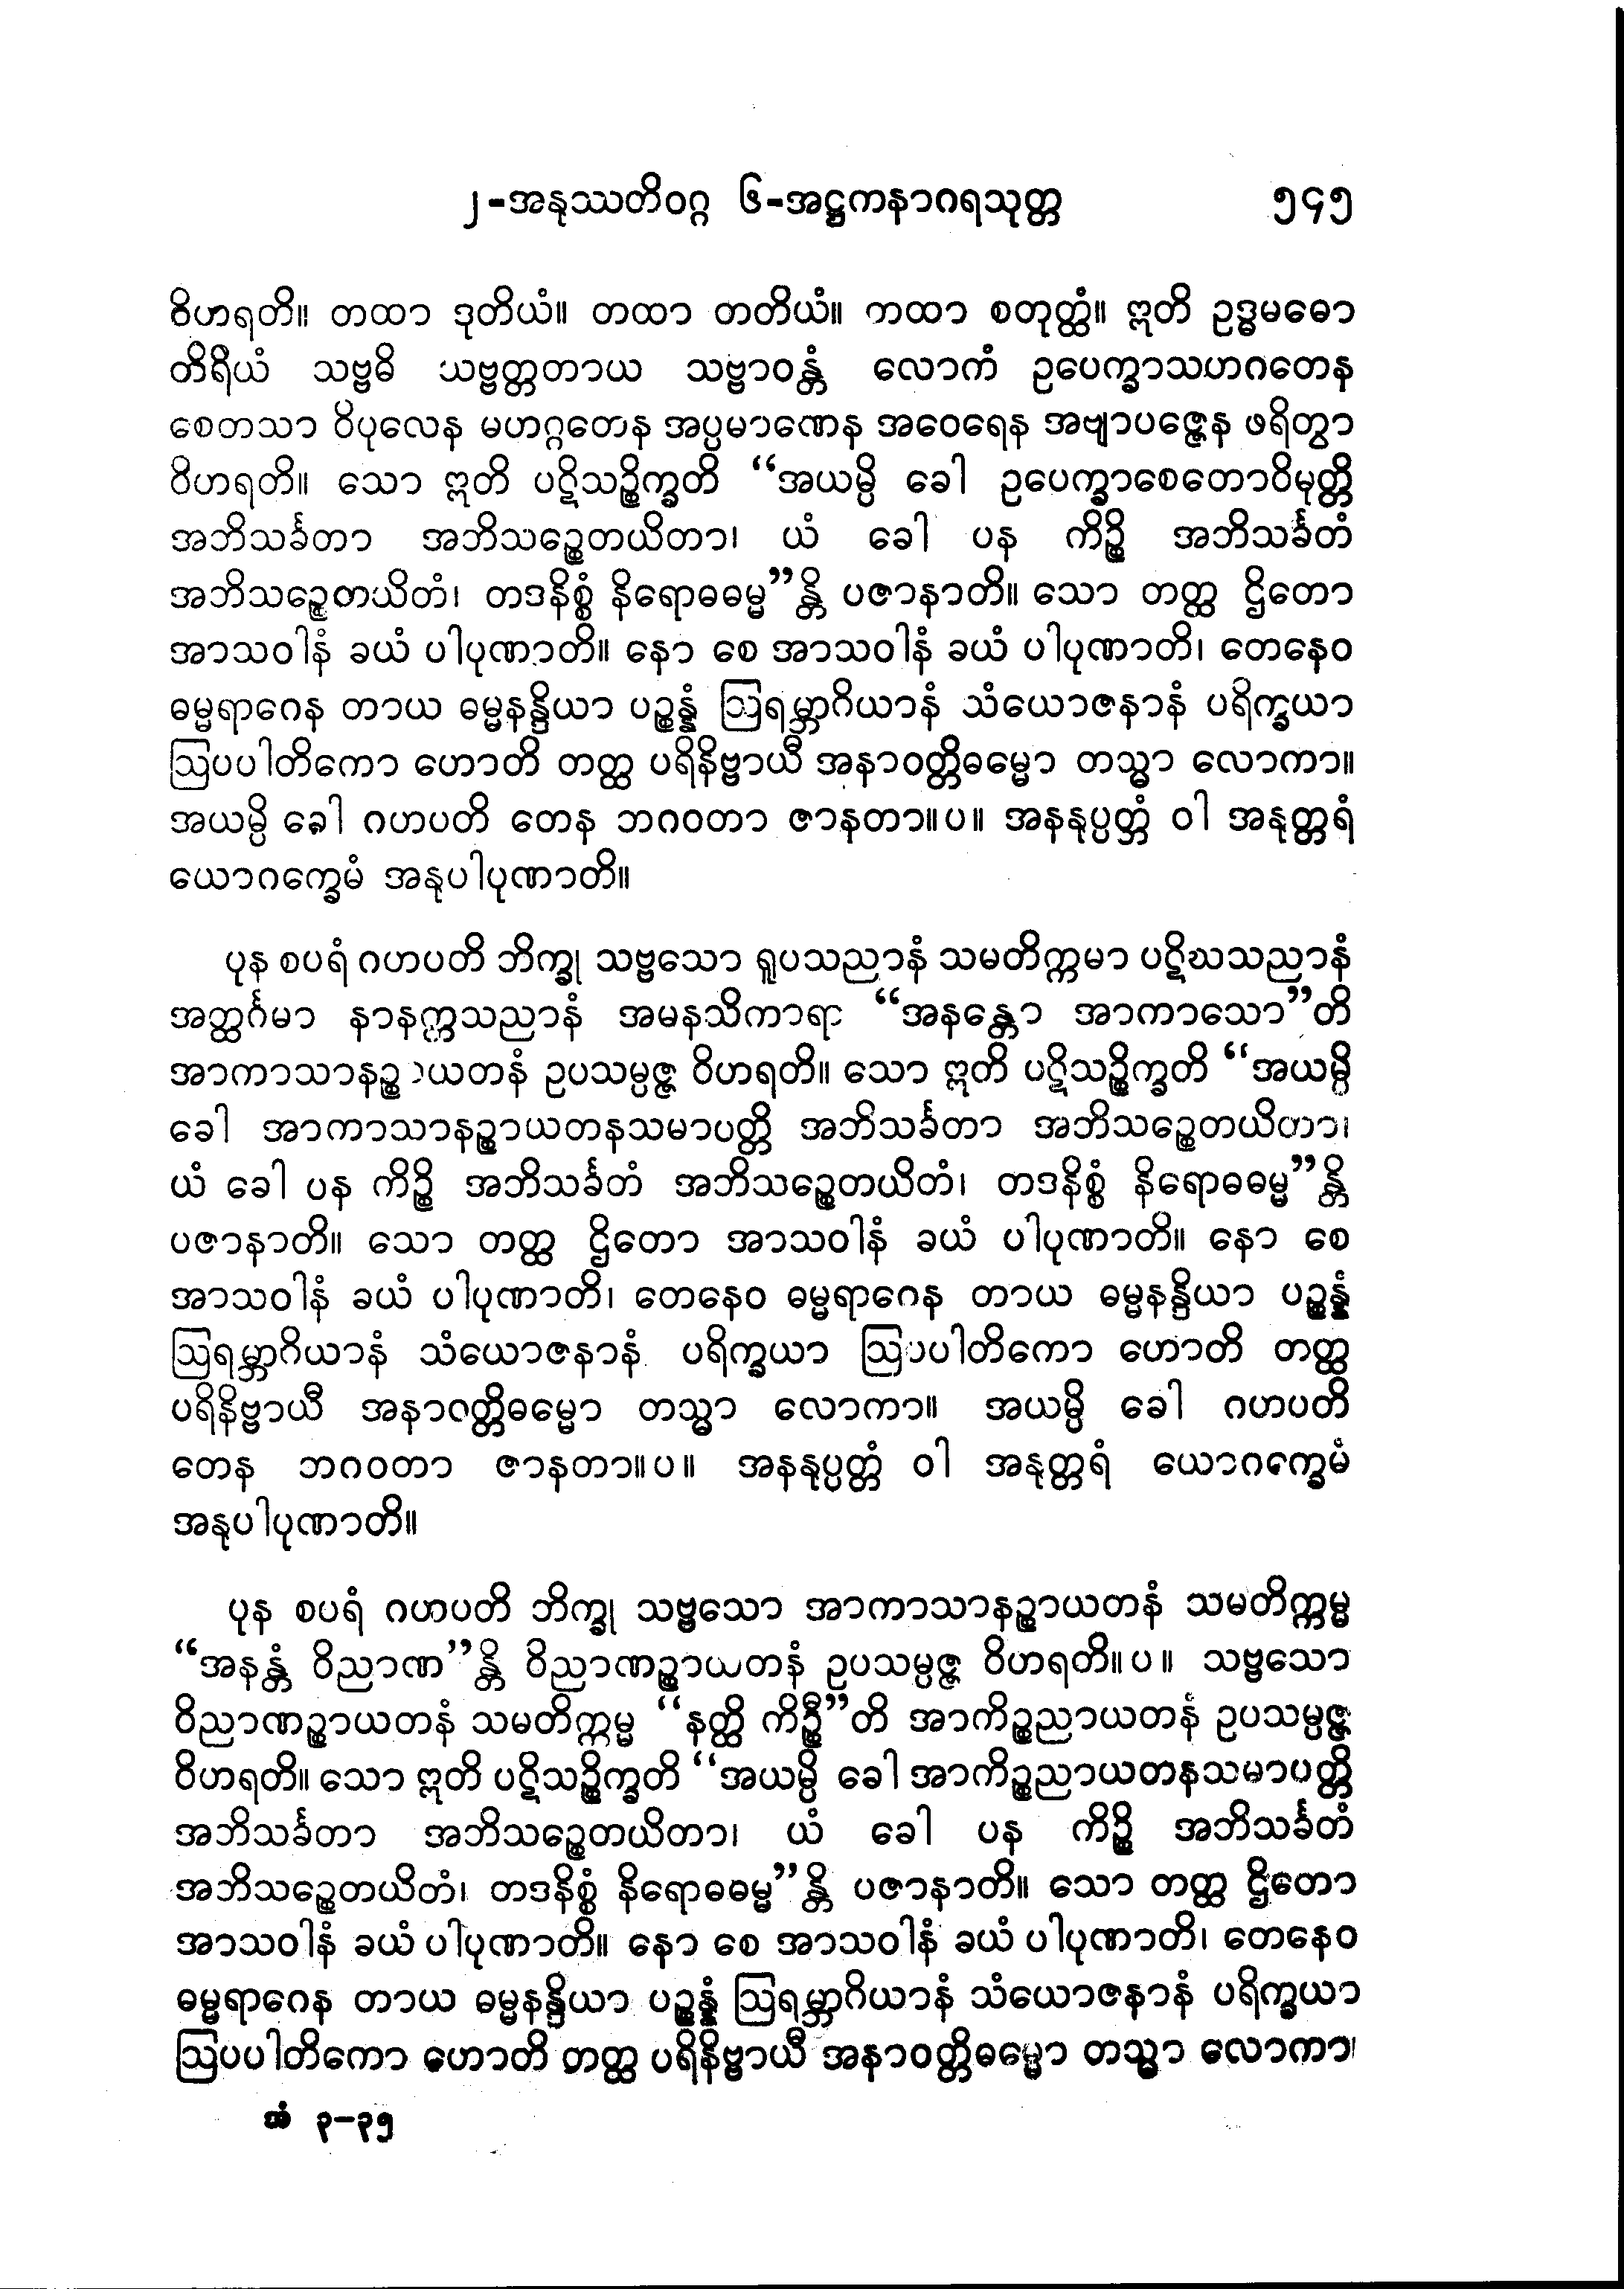 ၂-အနုဿတိဝဂ္ဂ ၆-အဋ္ဌကနာဂရသုတ္တ ၅၄၅
ဝိဟရတိ။ တထာ ဒုတိယံ။ တထာ တတိယံ။ တထာ စတုတ္ထံ။ ဣတိ ဥဒ္ဓမဓော
တိရိယံ သဗ္ဗဓိ သဗ္ဗတ္တတာယ သဗ္ဗာဝန္တံ လောကံ ဥပေက္ခာသဟဂတေန
စေတသာ ဝိပုလေန မဟဂ္ဂတေန အပ္ပမာဏေန အဝေရေန အဗျာပဇ္ဇေန ဖရိတွာ
ဝိဟရတိ။ သော ဣတိ ပဋိသဉ္စိက္ခတိ “အယမ္ပိ ခေါ ဥပေက္ခာစေတောဝိမုတ္တိ
အဘိသင်္ခတာ အဘိသဉ္စေတယိတာ၊ ယံ ခေါ ပန ကိဉ္စိ အဘိသင်္ခတံ
အဘိသဉ္စေတယိတံ၊ တဒနိစ္စံ နိရောဓဓမ္မ”န္တိ ပဇာနာတိ။ သော တတ္ထ ဌိတော
အာသဝါနံ ခယံ ပါပုဏာတိ။ နော စေ အာသဝါနံ ခယံ ပါပုဏာတိ၊ တေနေဝ
ဓမ္မရာဂေန တာယ ဓမ္မနန္ဒိယာ ပဉ္စန္နံ ဩရမ္ဘာဂိယာနံ သံယောဇနာနံ ပရိက္ခယာ
ဩပပါတိကော ဟောတိ တတ္ထ ပရိနိဗ္ဗာယီ အနာဝတ္တိဓမ္မော တသ္မာ လောကာ။
အယမ္ပိ ခေါ ဂဟပတိ တေန ဘဂဝတာ ဇာနတာ။ပ။ အနနုပ္ပတ္တံ ဝါ အနုတ္တရံ
ယောဂက္ခေမံ အနုပါပုဏာတိ။
ပုန စပရံ ဂဟပတိ ဘိက္ခု သဗ္ဗသော ရူပသညာနံ သမတိက္ကမာ ပဋိဃသညာနံ
အတ္ထင်္ဂမာ နာနတ္တသညာနံ အမနသိကာရာ “အနန္တော အာကာသော”တိ
အာကာသာနဉ္စာယတနံ ဥပသမ္ပဇ္ဇ ဝိဟရတိ။ သော ဣတိ ပဋိသဉ္စိက္ခတိ “အယမ္ပိ
ခေါ အာကာသာနဉ္စာယတနသမာပတ္တိ အဘိသင်္ခတာ အဘိသဉ္စေတယိတာ၊
ယံ ခေါ ပန ကိဉ္စိ အဘိသင်္ခတံ အဘိသဉ္စေတယိတံ၊ တဒနိစ္စံ နိရောဓဓမ္မ”န္တိ
ပဇာနာတိ။ သော တတ္ထ ဌိတော အာသဝါနံ ခယံ ပါပုဏာတိ။ နော စေ
အာသဝါနံ ခယံ ပါပုဏာတိ၊ တေနေဝ ဓမ္မရာဂေန တာယ ဓမ္မနန္ဒိယာ ပဉ္စန္နံ
ဩရမ္ဘာဂိယာနံ သံယောဇနာနံ ပရိက္ခယာ ဩပပါတိကော ဟောတိ တတ္ထ
ပရိနိဗ္ဗာယီ အနာဝတ္တိဓမ္မော တသ္မာ လောကာ။ အယမ္ပိ ခေါ ဂဟပတိ
တေန ဘဂဝတာ ဇာနတာ။ပ။ အနနုပ္ပတ္တံ ဝါ အနုတ္တရံ ယောဂက္ခေမံ
အနုပါပုဏာတိ။
ပုန စပရံ ဂဟပတိ ဘိက္ခု သဗ္ဗသော အာကာသာနဉ္စာယတနံ သမတိက္ကမ္မ
“အနန္တံ ဝိညာဏ”န္တိ ဝိညာဏဉ္စာယတနံ ဥပသမ္ပဇ္ဇ ဝိဟရတိ။ပ။ သဗ္ဗသော
ဝိညာဏဉ္စာယတနံ သမတိက္ကမ္မ “နတ္ထိ ကိဉ္စီ”တိ အာကိဉ္စညာယတနံ ဥပသမ္ပဇ္ဇ
ဝိဟရတိ။ သော ဣတိ ပဋိသဉ္စိက္ခတိ “အယမ္ပိ ခေါ အာကိဉ္စညာယတနသမာပတ္တိ
အဘိသင်္ခတာ အဘိသဉ္စေတယိတာ၊ ယံ ခေါ ပန ကိဉ္စိ အဘိသင်္ခတံ
အဘိသဉ္စေတယိတံ၊ တဒနိစ္စံ နိရောဓဓမ္မ”န္တိ ပဇာနာတိ။ သော တတ္ထ ဌိတော
အာသဝါနံ ခယံ ပါပုဏာတိ။ နော စေ အာသဝါနံ ခယံ ပါပုဏာတိ၊ တေနေဝ
ဓမ္မရာဂေန တာယ ဓမ္မနန္ဒိယာ ပဉ္စန္နံ ဩရမ္ဘာဂိယာနံ သံယောဇနာနံ ပရိက္ခယာ
ဩပပါတိကော ဟောတိ တတ္ထ ပရိနိဗ္ဗာယီ အနာဝတ္တိဓမ္မော တသ္မာ လောကာ၊
အံ ၃-၃၅